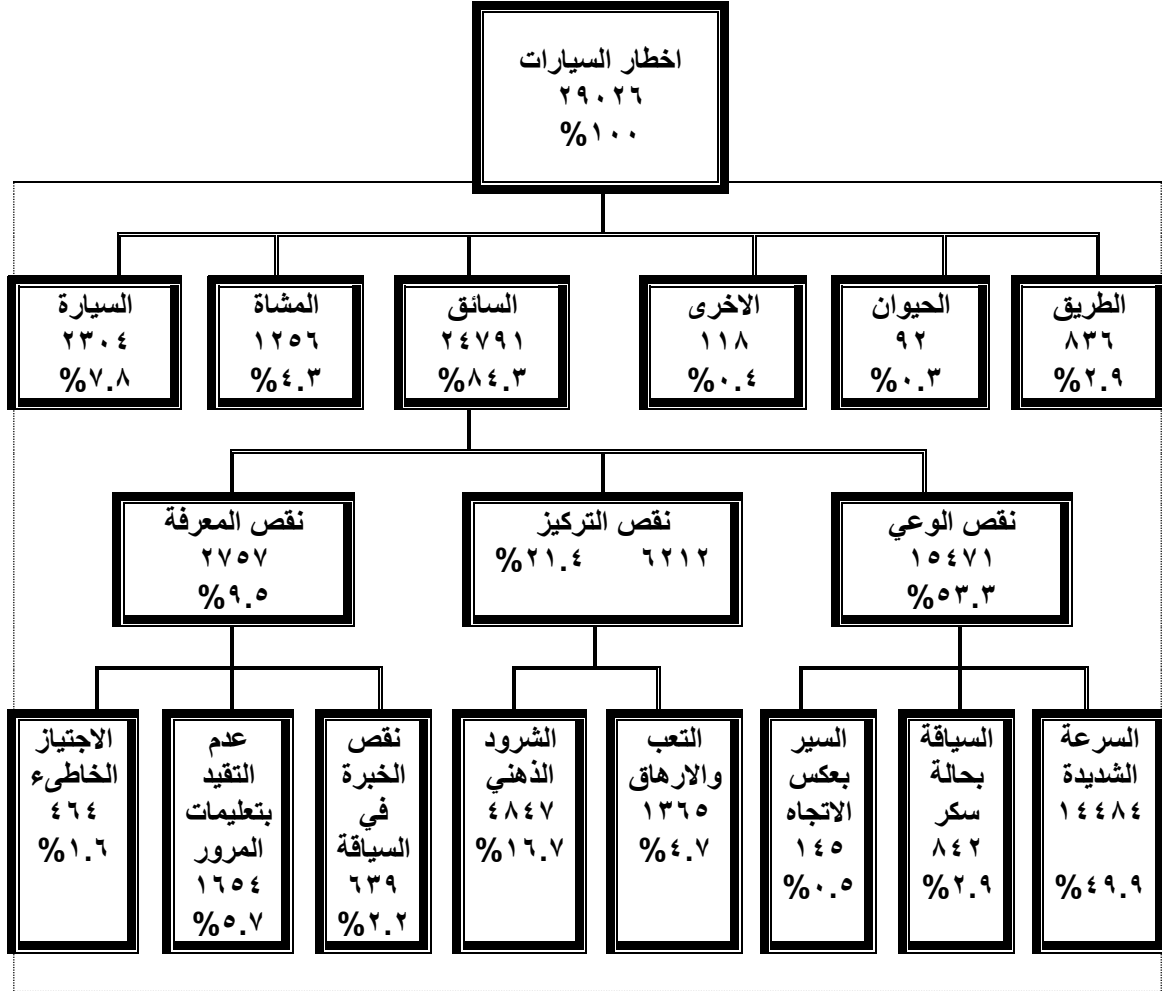 اخطار السيارات
٢٩٠٢٦
%١٠٠
الطريق
٨٣٦
%٢.٩
الحيوان
٩٢
%٠.٣
الاخرى
١١٨
%٠.٤
السائق
٢٤٧٩١
%٨٤.٣
المشاة
١٢٥٦
%٤.٣
السيارة
٢٣٠٤
%٧.٨
نقص الوعي
١٥٤٧١
%٥٣.٣
نقص التركيز
٦٢١٢ %٢١.٤
نقص المعرفة
٢٧٥٧
%٩.٥
السرعة
الشديدة
١٤٤٨٤
%٤٩.٩
السياقة
بحالة
سكر
٨٤٢
%٢.٩
السير
بعكس
الاتجاه
١٤٥
%٠.٥
التعب
والارهاق
١٣٦٥
%٤.٧
الشرود
الذهني
٤٨٤٧
%١٦.٧
نقص
الخبرة
في
السياقة
٦٣٩
%٢.٢
عدم
التقيد
بتعليمات
المرور
١٦٥٤
%٥.٧
الاجتياز
الخاطىء
٤٦٤
%١.٦